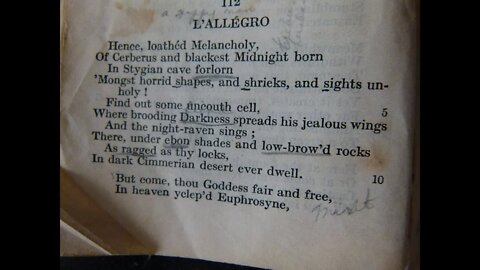 112
L'ALLÉGRO
Hence, loathéd Melancholy,
Of Cerberus and blackest Midnight born
In Stygian cave forlorn
'Mongst horrid shapes, and shrieks, and sights un-
holy !
Find out some uncouth cell, 5
Where brooding Darkness spreads his jealous wings
And the night-raven sings ;
There, under ebon shades and low-brow'd rocks
As ragged as thy locks,
In dark Cimmerian desert ever dwell. 10
But come, thou Goddess fair and free,
In heaven yclep'd Euphrosyne,